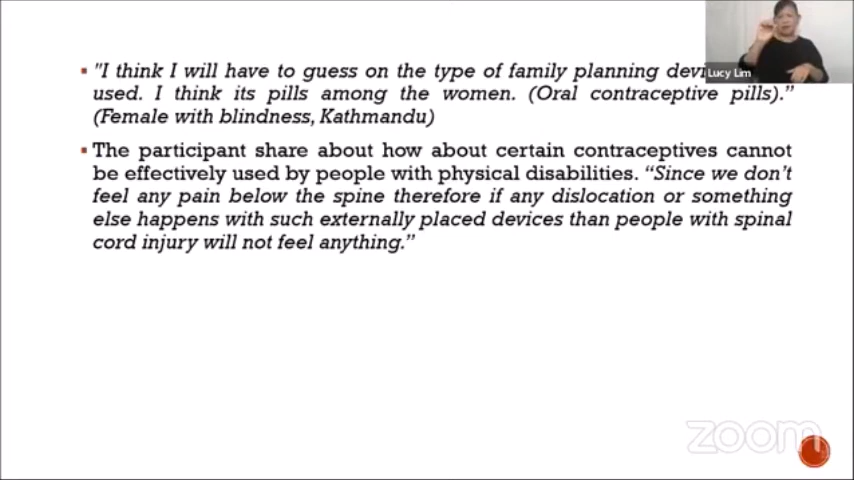 ▪ "I think I will have to guess on the type of family planning devi
used. I think its pills among the women. (Oral contraceptive pills)."
(Female with blindness, Kathmandu)
▪ The participant share about how about certain contraceptives cannot
be effectively used by people with physical disabilities. “Since we don’t
feel any pain below the spine therefore if any dislocation or something
else happens with such externally placed devices than people with spinal
cord injury will not feel anything.”
Lucy Lim
zoom